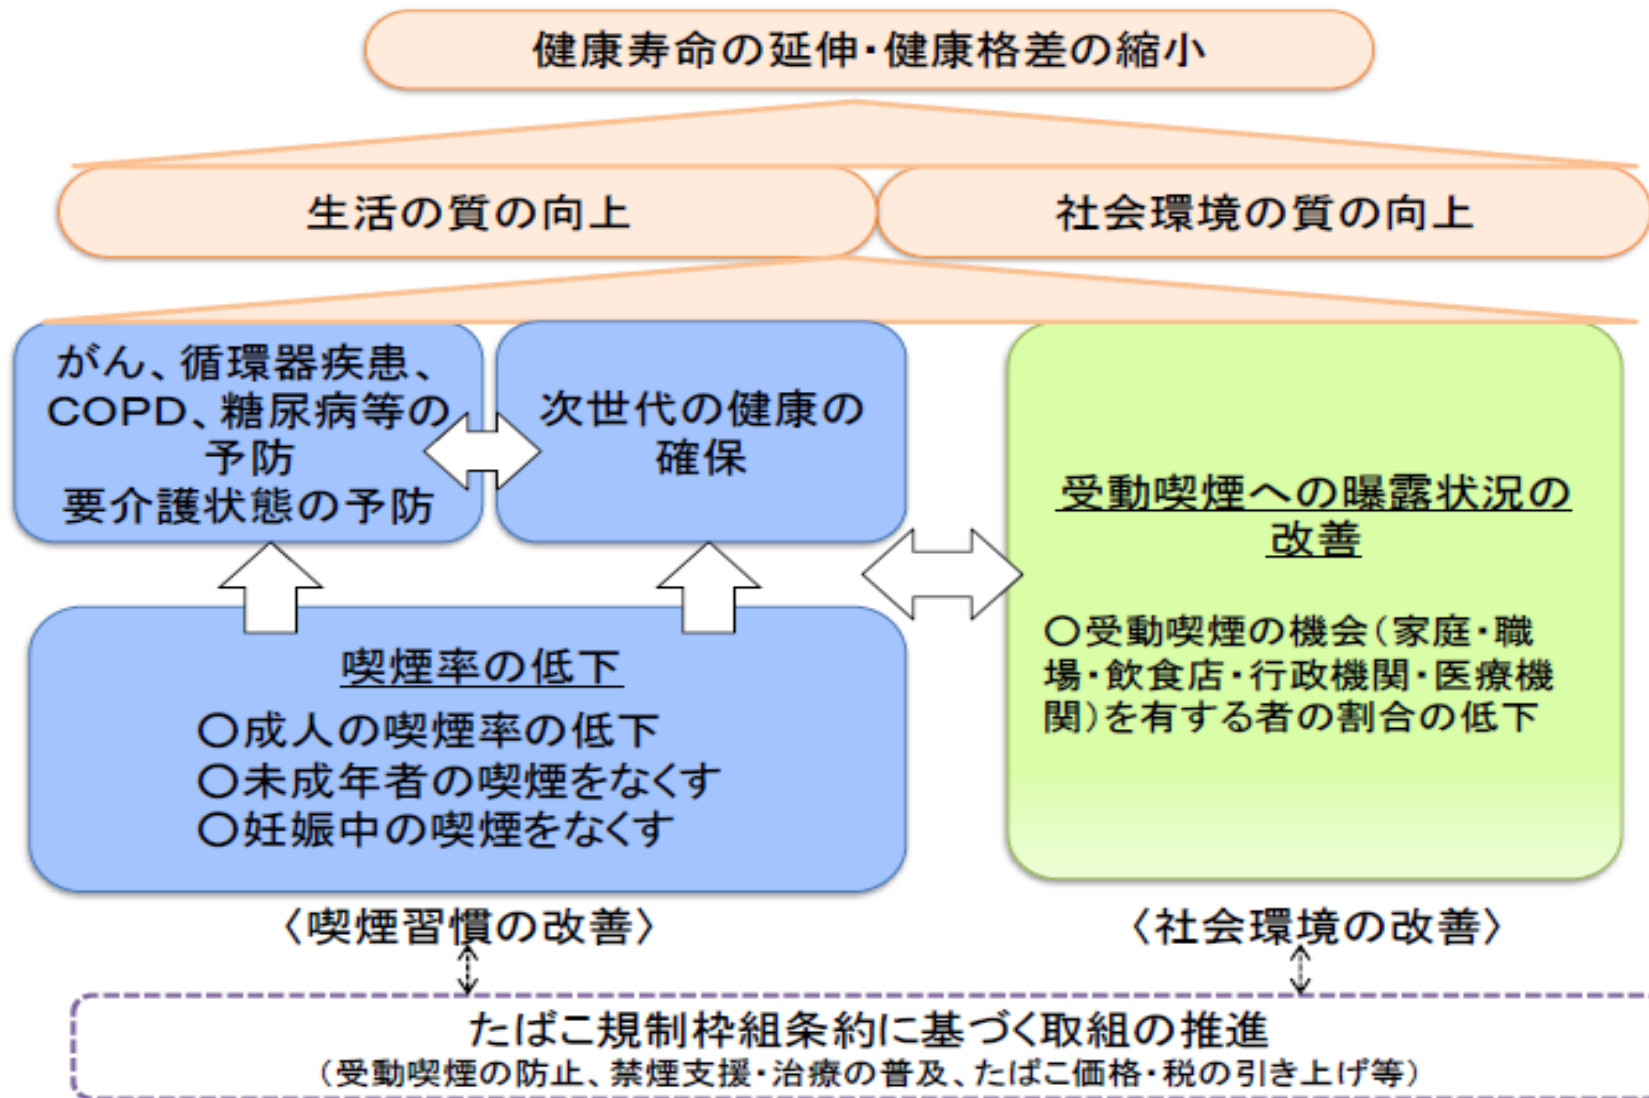 健康寿命の延伸・健康格差の縮小
生活の質の向上
社会環境の質の向上
がん、循環器疾患、
COPD、糖尿病等の
予防
要介護状態の予防
次世代の健康の
確保
喫煙率の低下
○成人の喫煙率の低下
○未成年者の喫煙をなくす
○妊娠中の喫煙をなくす
受動喫煙への曝露状況の
改善
○受動喫煙の機会（家庭・職
場・飲食店・行政機関・医療機
関）を有する者の割合の低下
〈喫煙習慣の改善〉
〈社会環境の改善〉
たばこ規制枠組条約に基づく取組の推進
（受動喫煙の防止、禁煙支援・治療の普及、たばこ価格・税の引き上げ等）